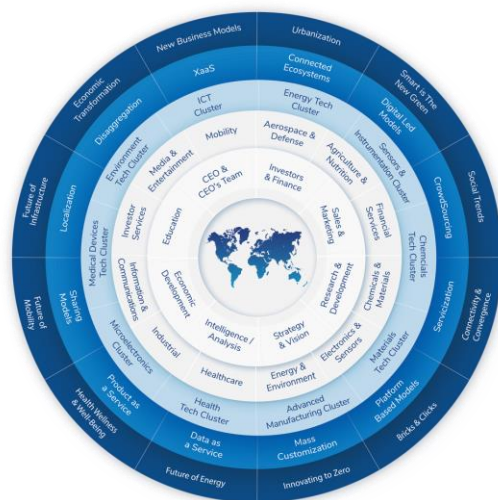 Urbanization
Smart is The
New Green
Social Trends
Connectivity &
Convergence
Bricks & Clicks
Innovating to Zero
Future of Energy
Health Wellness
& Well-Being
Future of
Mobility
Future of
Infrastructure
Economic
Transformation
New Business Models
Connected
Ecosystems
Digital Led
Models
CrowdSourcing
Servicization
Platform
Based Models
Mass
Customization
Data as
a Service
Product as
a Service
Sharing
Models
Localization
Disaggregation
XaaS
Energy Tech
Cluster
Sensors &
Instrumentation Cluster
Chemcials
Tech Cluster
Materials
Tech Cluster
Advanced
Manufacturing Cluster
Health
Tech Cluster
Microelectronics
Cluster
Medical Devices
Tech Cluster
Environment
Tech Cluster
ICT
Cluster
Aerospace &
Defense
Agriculture &
Nutrition
Financial
Services
Chemicals &
Materials
Electronics &
Sensors
Energy &
Environment
Healthcare
Industrial
Information &
Communications
Investor
Services
Media &
Entertainment
Mobility
Investors
& Finance
Sales &
Marketing
Research &
Development
Strategy
& Vision
Intelligence /
Analysis
Economic
Development
Education
CEO &
CEO's Team